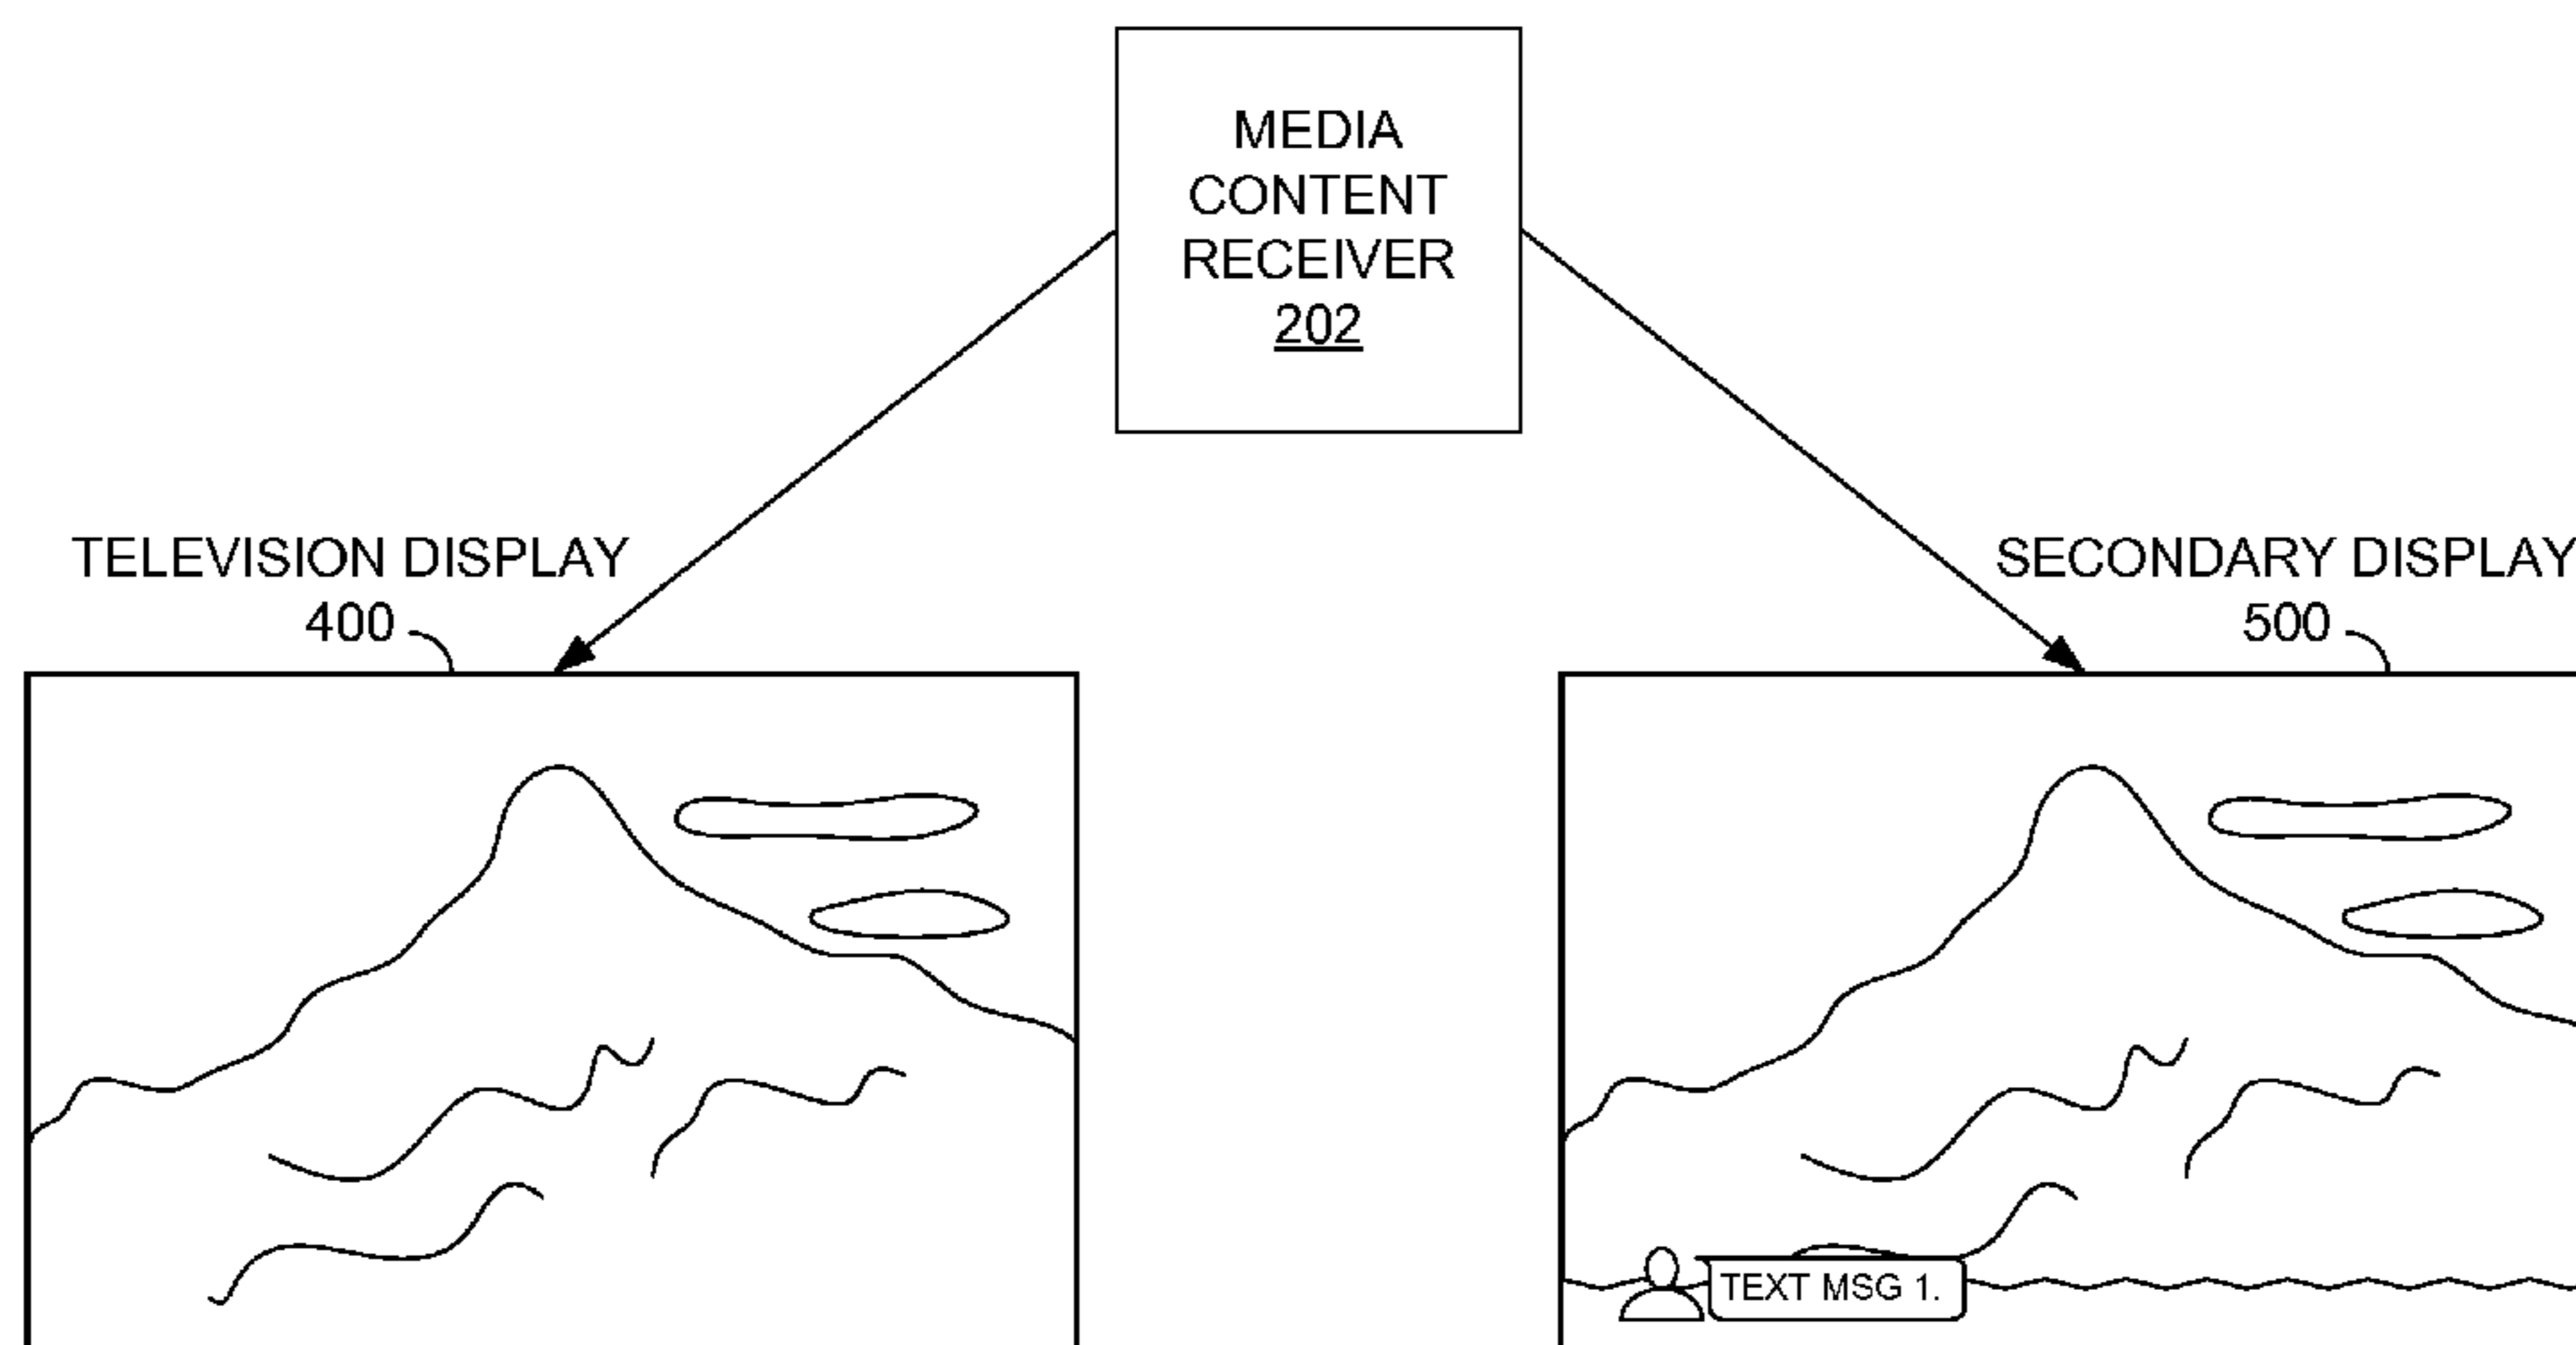 MEDIA
CONTENT
RECEIVER
202
TELEVISION DISPLAY
400
SECONDARY DISPLAY
500
TEXT MSG 1.